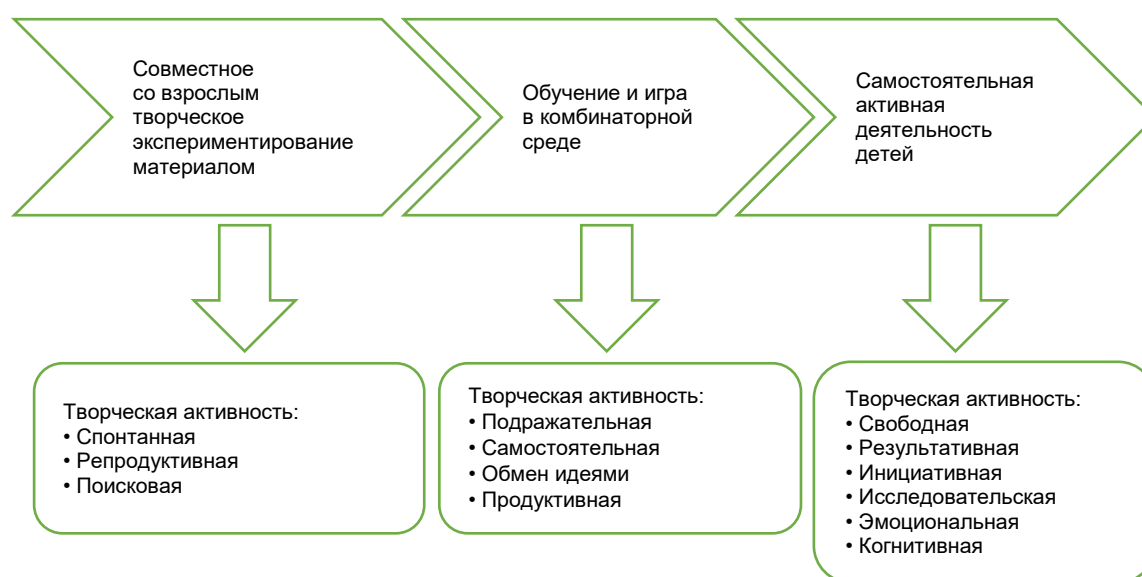 Совместное
со взрослым
творческое
экспериментирование
материалом
Обучение и игра
в комбинаторной
среде
Самостоятельная
активная
деятельность
детей
Творческая активность:
• Спонтанная
• Репродуктивная
• Поисковая
Творческая активность:
• Подражательная
• Самостоятельная
• Обмен идеями
• Продуктивная
Творческая активность:
• Свободная
• Результативная
• Инициативная
• Исследовательская
• Эмоциональная
• Когнитивная